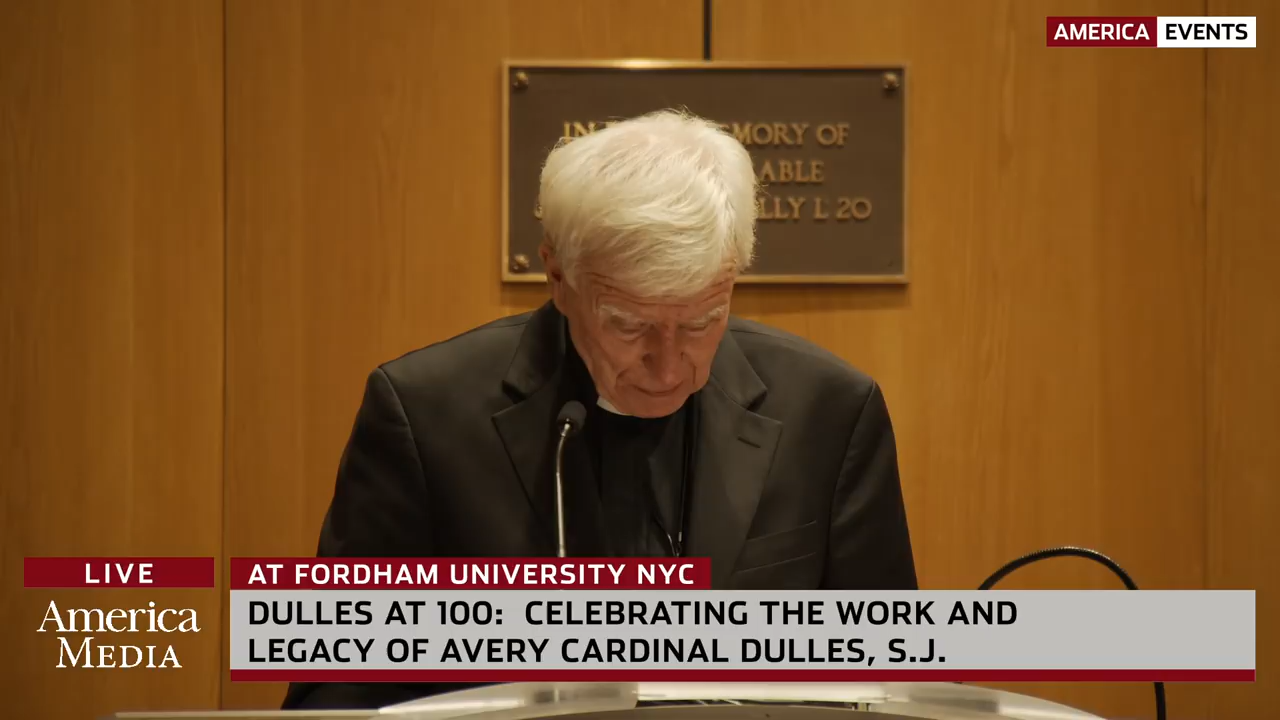 AMERICA EVENTS
IN MORY OF
ABLE
LLY L 20
LIVE
AT FORDHAM UNIVERSITY NYC
America
MEDIA
DULLES AT 100: CELEBRATING THE WORK AND
LEGACY OF AVERY CARDINAL DULLES, S.J.